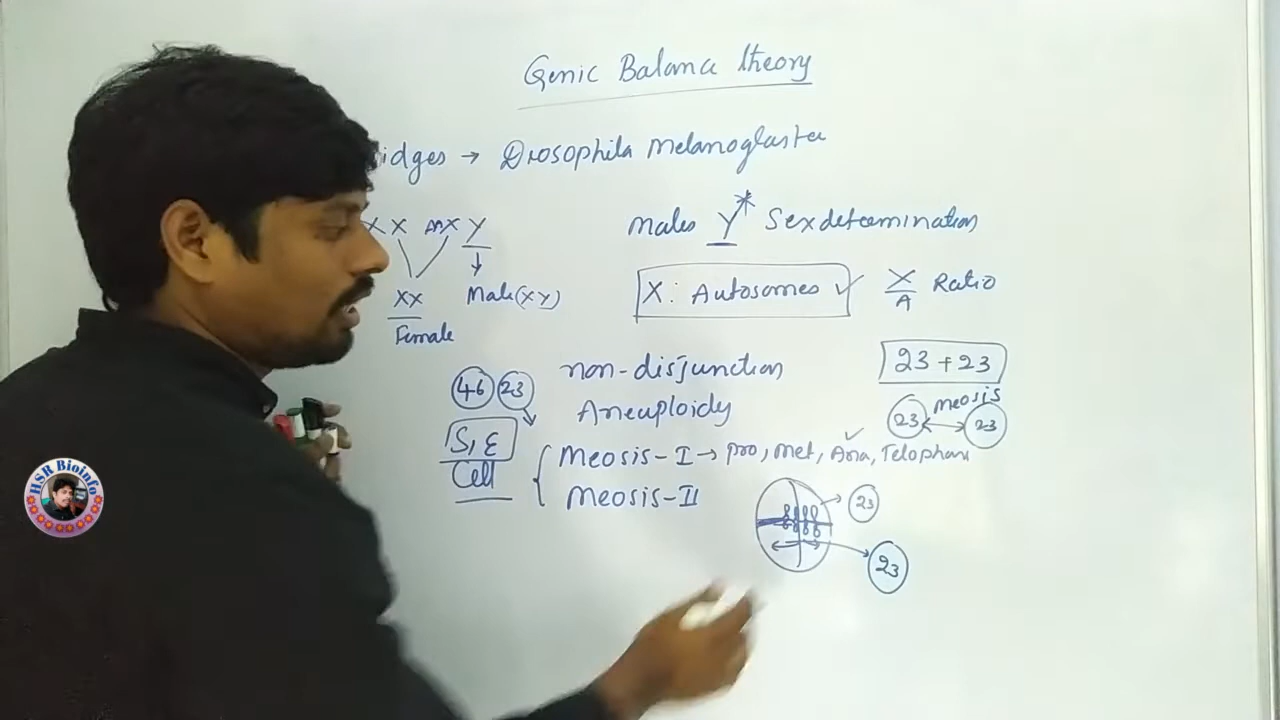 Genic Balance theory
idges → Drosophila melanoglaster
X X AAX Y
Males Y* Sexdetermination
XX Male(XY)
Female
X: Autosomes ✓ X/A Ratio
23 + 23
non-disjunction
46 23
Aneuploidy
meosis
23 ↔ 23
S, E
Cell
Meosis-I → pro, met, Ana, Telophase
Meosis-II
23
23
HSR Bioinfo